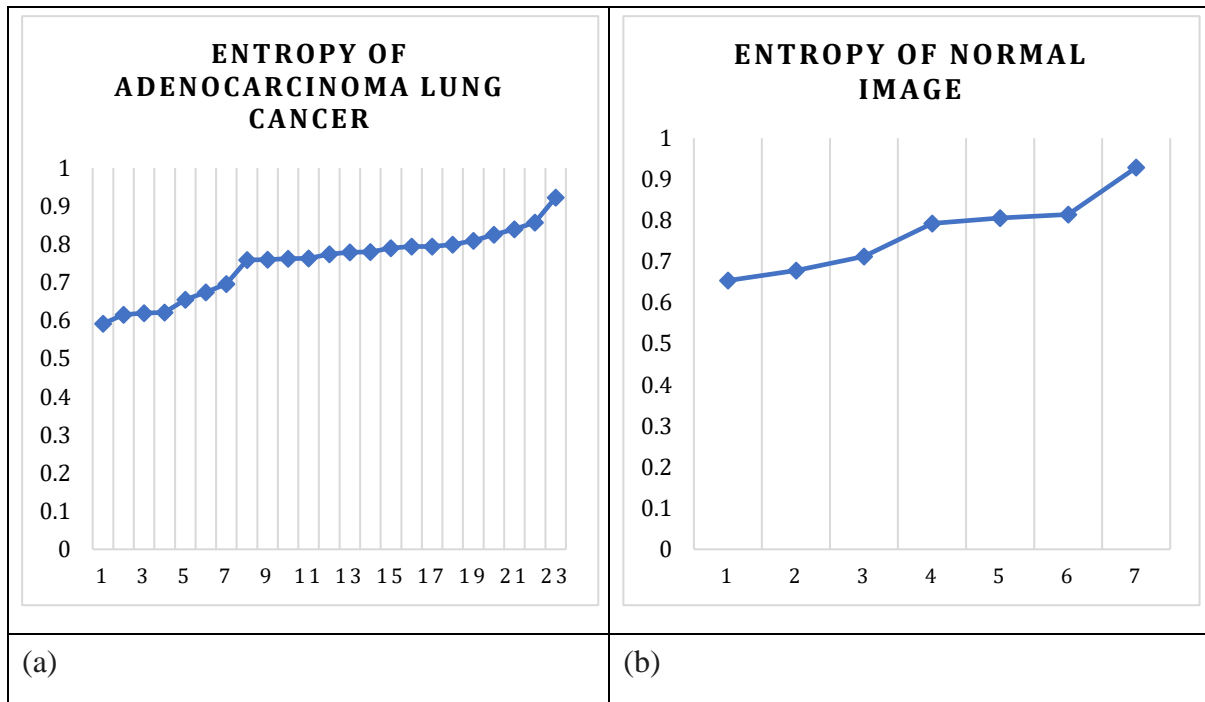 ENTROPY OF
ADENOCARCINOMA LUNG
CANCER
1
0.9
0.8
0.7
0.6
0.5
0.4
0.3
0.2
0.1
0
1 3 5 7 9 11 13 15 17 19 21 23
(a)
ENTROPY OF NORMAL
IMAGE
1
0.9
0.8
0.7
0.6
0.5
0.4
0.3
0.2
0.1
0
1 2 3 4 5 6 7
(b)